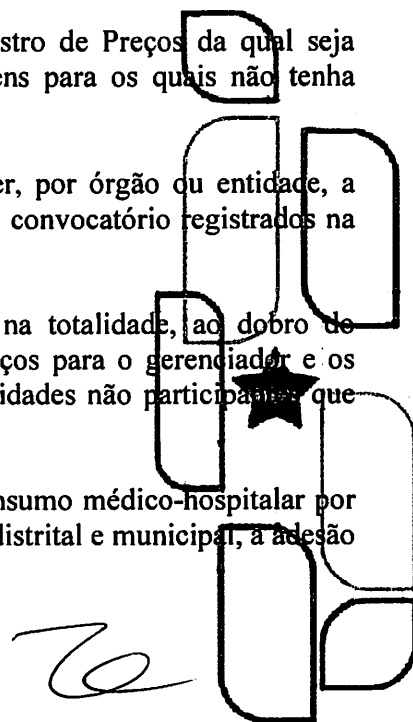 stro de Preços da qual seja
ens para os quais não tenha
er, por órgão ou entidade, a
convocatório registrados na
na totalidade, ao dobro do
ços para o gerenciador e os
idades não participantes que
nsumo médico-hospitalar por
distrital e municipal, a adesão